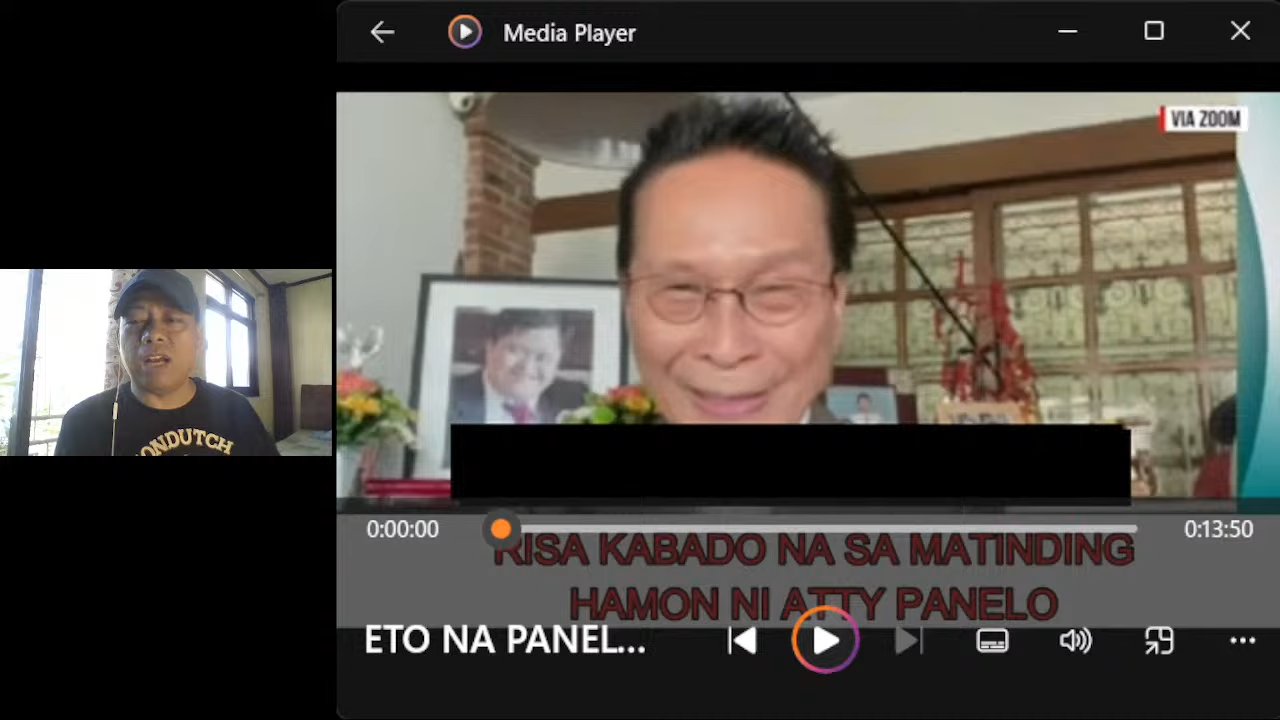 Media Player
VIA ZOOM
ONDUTCH
0:00:00
0:13:50
RISA KABADO NA SA MATINDING
HAMON NI ATTY PANELO
ETO NA PANEL...